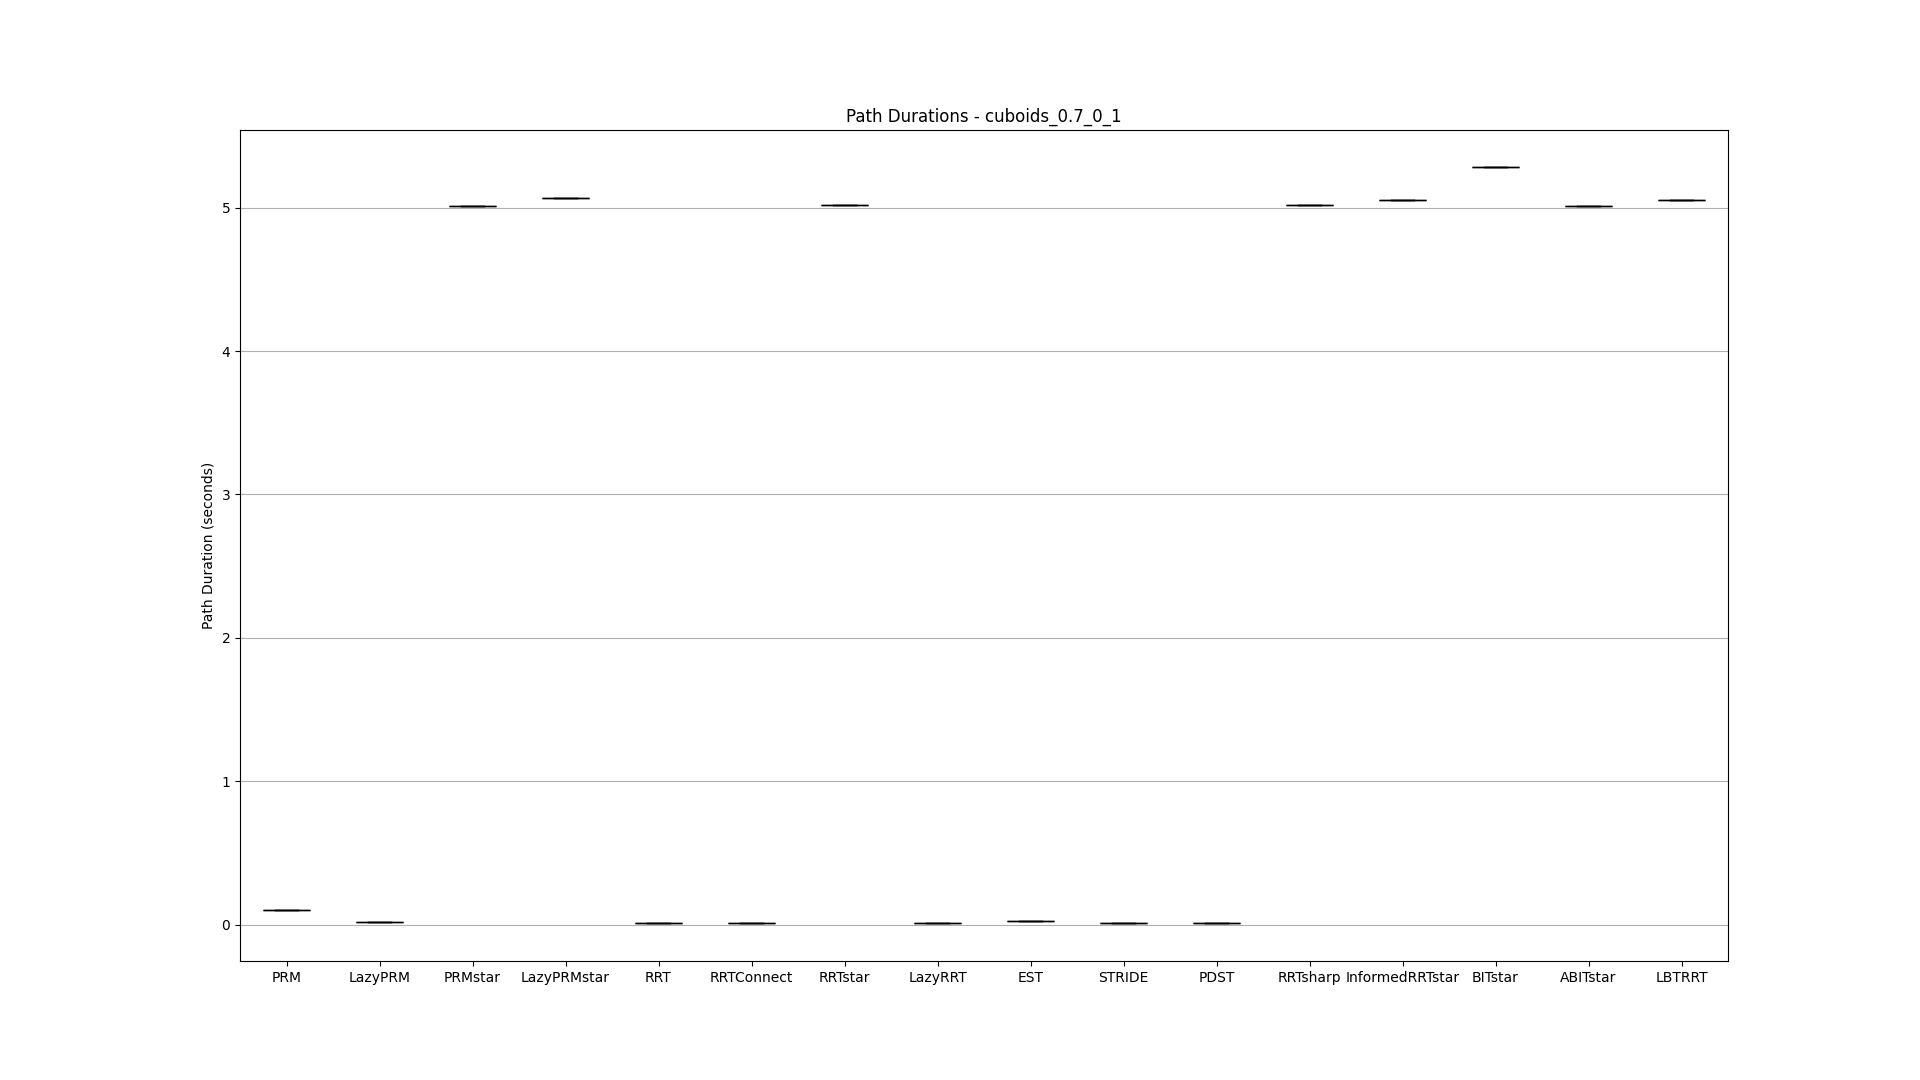 Path Durations - cuboids_0.7_0_1
Path Duration (seconds)
5
4
3
2
1
0
PRM LazyPRM PRMstar LazyPRMstar RRT RRTConnect RRTstar LazyRRT EST STRIDE PDST RRTsharp InformedRRTstar BITstar ABITstar LBTRRT